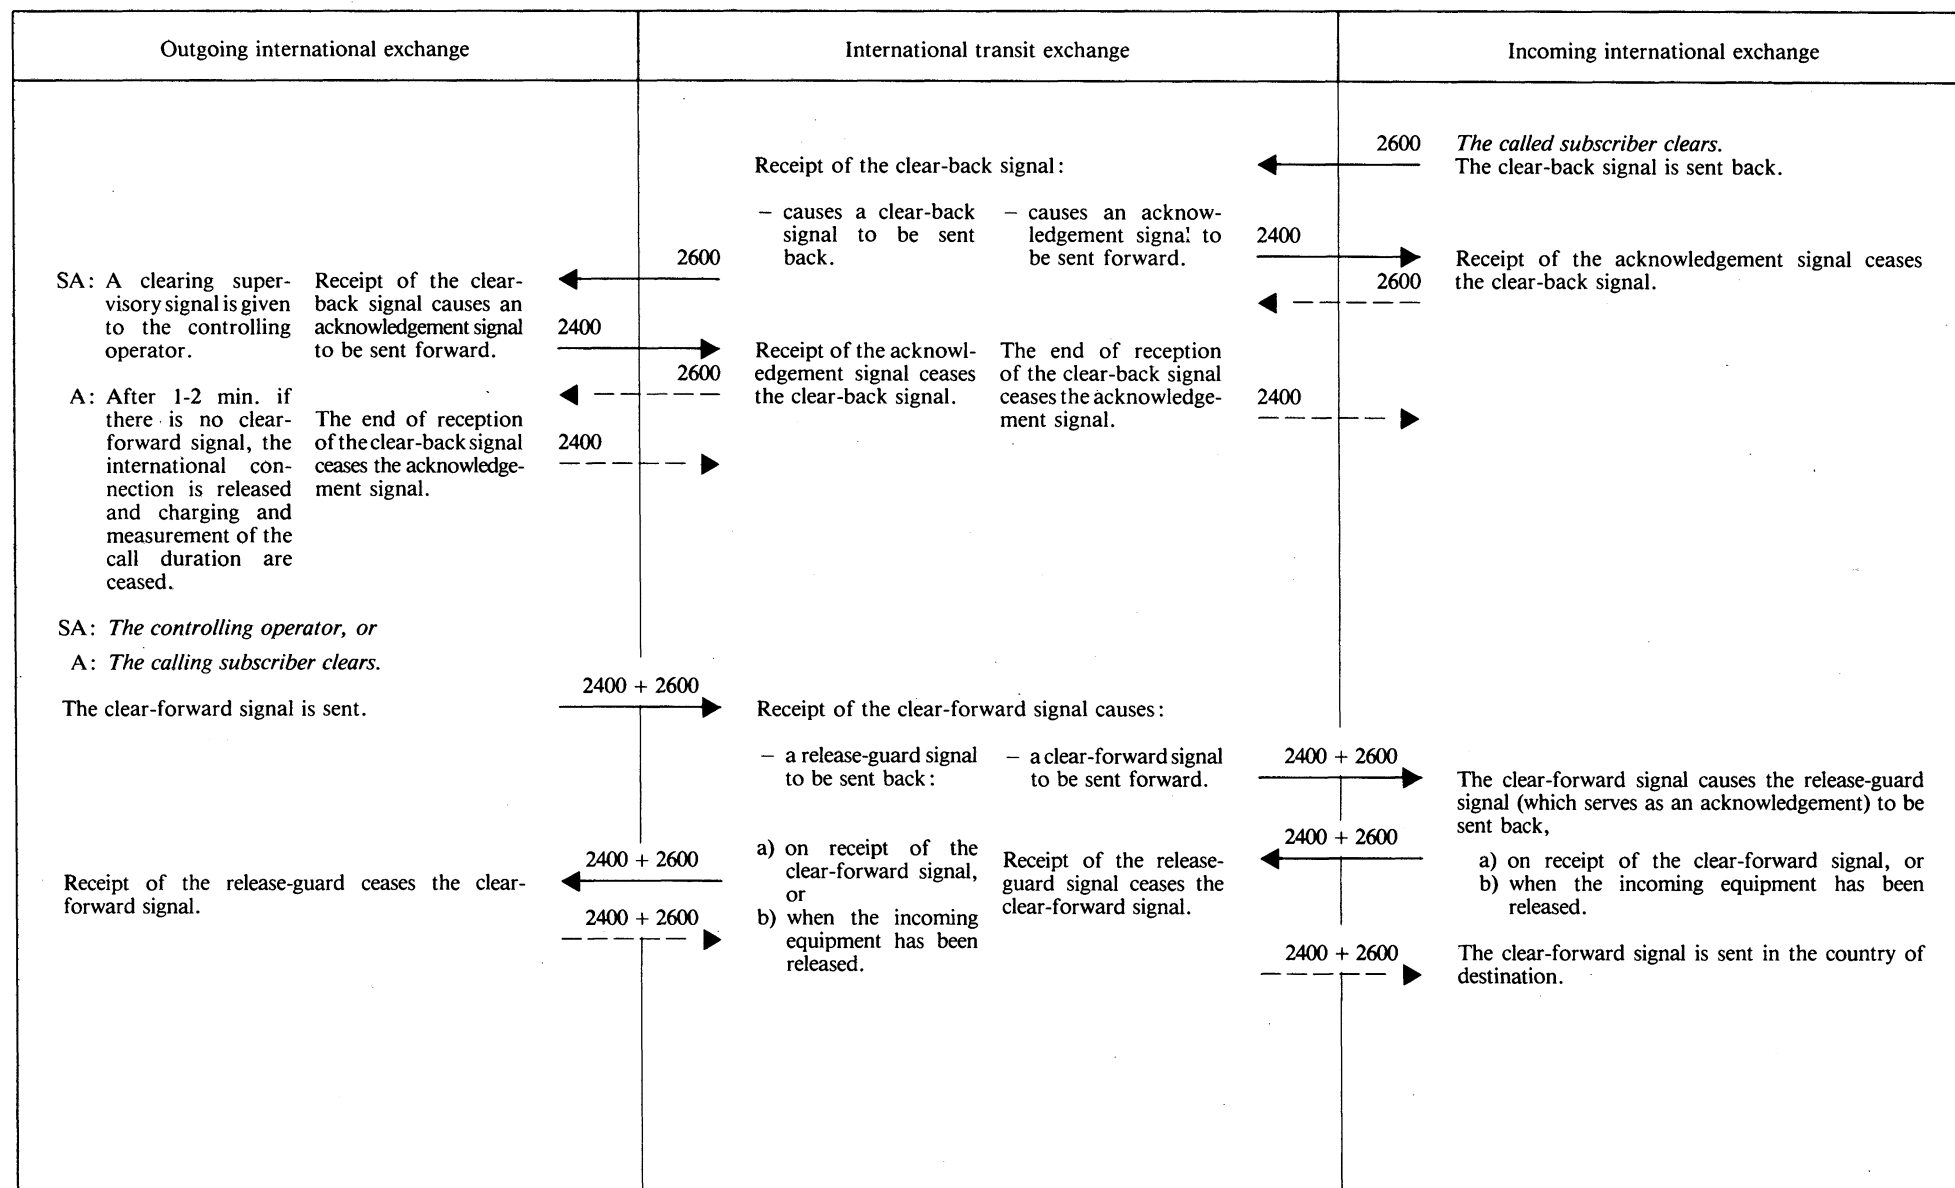 Outgoing international exchange
International transit exchange
Incoming international exchange
2600
The called subscriber clears.
The clear-back signal is sent back.
Receipt of the clear-back signal:
– causes a clear-back
signal to be sent
back.
– causes an acknow-
ledgement signal to
be sent forward.
2400
Receipt of the acknowledgement signal ceases
the clear-back signal.
2600
2600
SA: A clearing super-
visory signal is given
to the controlling
operator.
Receipt of the clear-
back signal causes an
acknowledgement signal
to be sent forward.
2400
Receipt of the acknowl-
edgement signal ceases
the clear-back signal.
The end of reception
of the clear-back signal
ceases the acknowledge-
ment signal.
2600
2400
A: After 1-2 min. if
there is no clear-
forward signal, the
international con-
nection is released
and charging and
measurement of the
call duration are
ceased.
The end of reception
of the clear-back signal
ceases the acknowledge-
ment signal.
2400
SA: The controlling operator, or
A: The calling subscriber clears.
The clear-forward signal is sent.
2400 + 2600
Receipt of the clear-forward signal causes:
– a release-guard signal
to be sent back:
– a clear-forward signal
to be sent forward.
2400 + 2600
The clear-forward signal causes the release-guard
signal (which serves as an acknowledgement) to be
sent back,
2400 + 2600
a) on receipt of the clear-forward signal, or
b) when the incoming equipment has been
released.
a) on receipt of the
clear-forward signal,
or
b) when the incoming
equipment has been
released.
Receipt of the release-
guard signal ceases the
clear-forward signal.
2400 + 2600
Receipt of the release-guard ceases the clear-
forward signal.
2400 + 2600
2400 + 2600
The clear-forward signal is sent in the country of
destination.